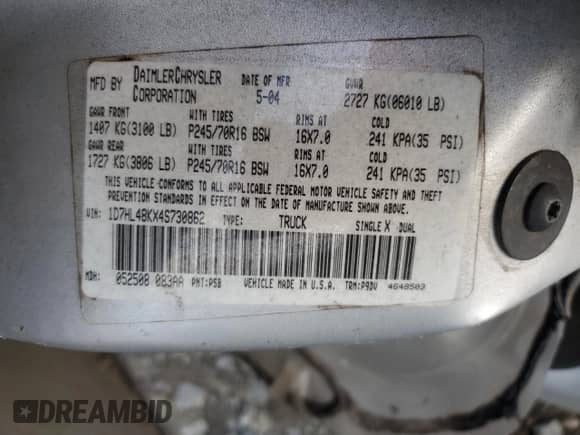 MFD BY DAIMLERCHRYSLER CORPORATION DATE OF MFR 5-04 GVWR 2727 KG(06010 LB)
GAWR FRONT WITH TIRES RIMS AT COLD
1407 KG(3100 LB) P245/70R16 BSW 16X7.0 241 KPA(35 PSI)
GAWR REAR WITH TIRES RIMS AT COLD
1727 KG(3806 LB) P245/70R16 BSW 16X7.0 241 KPA(35 PSI)
THIS VEHICLE CONFORMS TO ALL APPLICABLE FEDERAL MOTOR VEHICLE SAFETY AND THEFT
PREVENTION STANDARDS IN EFFECT ON THE DATE OF MANUFACTURE SHOWN ABOVE.
VIN: 1D7HL48KX4S730862 TYPE: TRUCK SINGLE X DUAL
MDH: 052508 083AA PNT:PSB VEHICLE MADE IN U.S.A. TRM:P9DV 4648503
DREAMBID